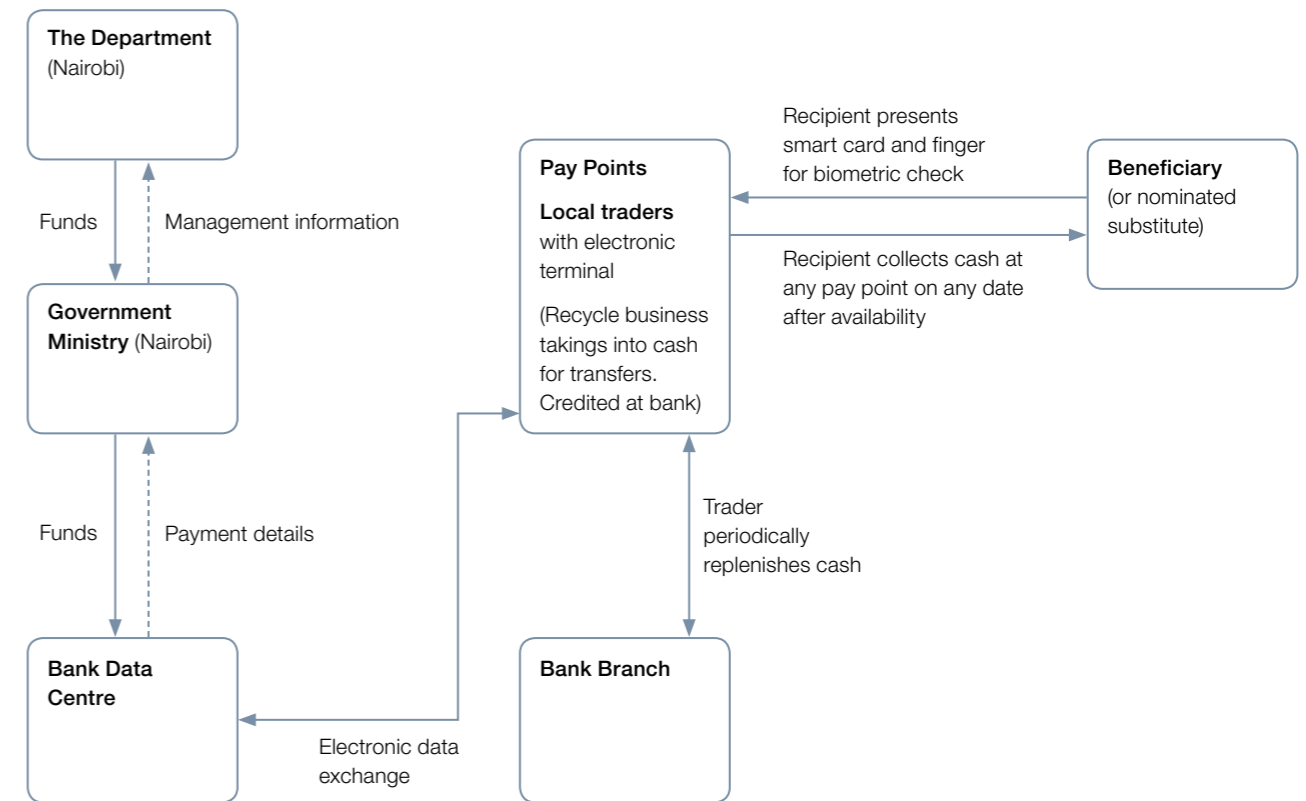 The Department
(Nairobi)
Funds
Management information
Government
Ministry (Nairobi)
Funds
Payment details
Bank Data
Centre
Electronic data
exchange
Pay Points
Local traders
with electronic
terminal
(Recycle business
takings into cash
for transfers.
Credited at bank)
Trader
periodically
replenishes cash
Bank Branch
Recipient presents
smart card and finger
for biometric check
Recipient collects cash at
any pay point on any date
after availability
Beneficiary
(or nominated
substitute)